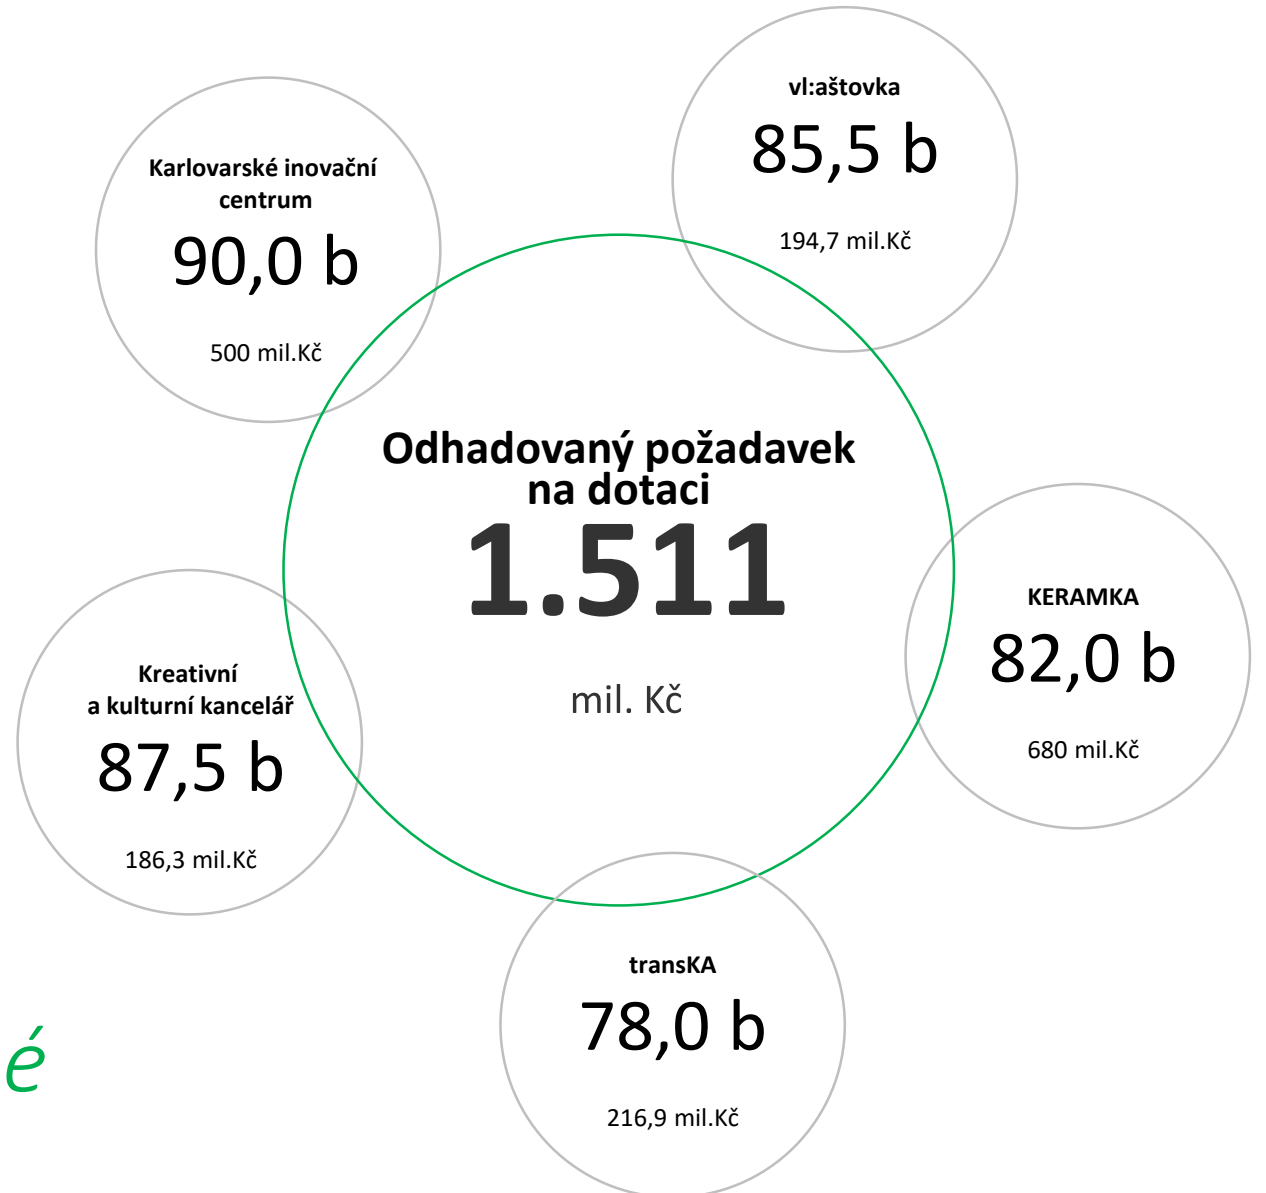 vl:aštovka
85,5 b
194,7 mil.Kč
Karlovarské inovační
centrum
90,0 b
500 mil.Kč
Odhadovaný požadavek
na dotaci
1.511
mil. Kč
KERAMKA
82,0 b
680 mil.Kč
Kreativní
a kulturní kancelář
87,5 b
186,3 mil.Kč
transKA
78,0 b
216,9 mil.Kč
é